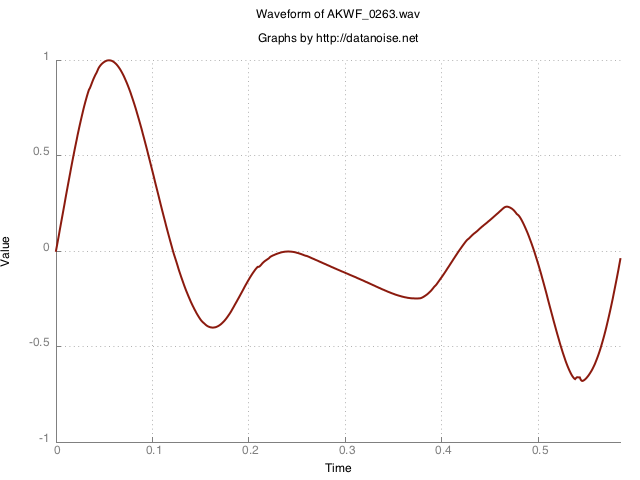 Waveform of AKWF_0263.wav
Graphs by http://datanoise.net
1
0.5
0
-0.5
-1
Value
0 0.1 0.2 0.3 0.4 0.5
Time